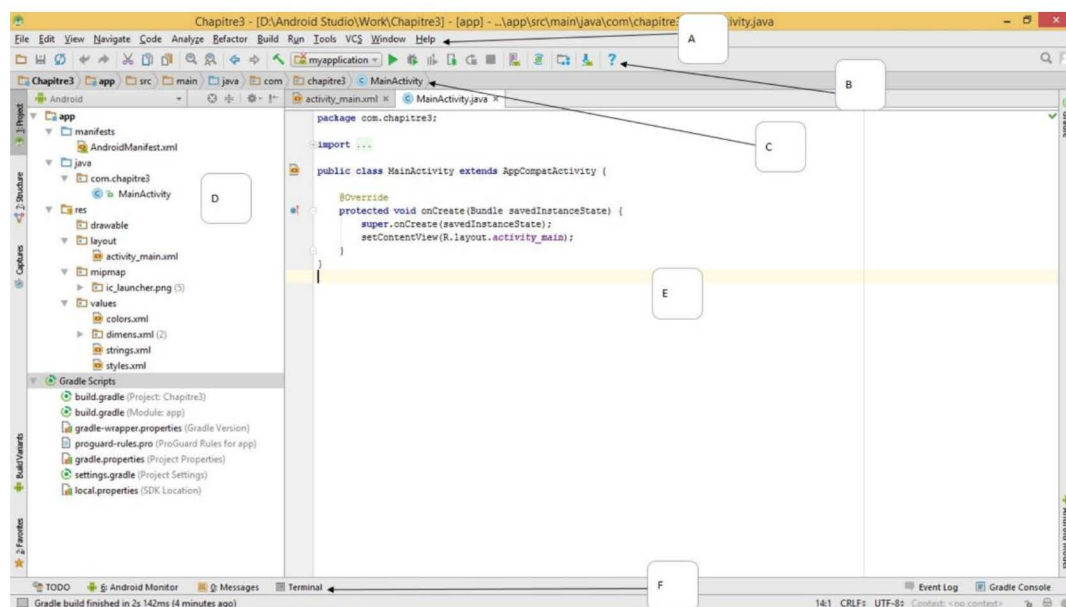 Chapitre3 - [D:\Android Studio\Work\Chapitre3] - [app] - ...\app\src\main\java\com\chapitre3 ivity.java
File Edit View Navigate Code Analyze Refactor Build Run Tools VCS Window Help
A
myapplication
B
Chapitre3 app src main java com chapitre3 MainActivity
C
1: Project
Z: Structure
Captures
Build Variants
2: Favorites
Android
app
manifests
AndroidManifest.xml
java
com.chapitre3
MainActivity
D
res
drawable
layout
activity_main.xml
mipmap
ic_launcher.png (5)
values
colors.xml
dimens.xml (2)
strings.xml
styles.xml
Gradle Scripts
build.gradle (Project: Chapitre3)
build.gradle (Module: app)
gradle-wrapper.properties (Gradle Version)
proguard-rules.pro (ProGuard Rules for app)
gradle.properties (Project Properties)
settings.gradle (Project Settings)
local.properties (SDK Location)
activity_main.xml MainActivity.java
package com.chapitre3;
import ...
public class MainActivity extends AppCompatActivity {
@Override
protected void onCreate(Bundle savedInstanceState) {
super.onCreate(savedInstanceState);
setContentView(R.layout.activity_main);
}
}
E
Gradle
Android Model
TODO 6: Android Monitor 0: Messages Terminal
F
Event Log Gradle Console
Gradle build finished in 2s 142ms (4 minutes ago)
14:1 CRLF÷ UTF-8÷ Context: <no context>